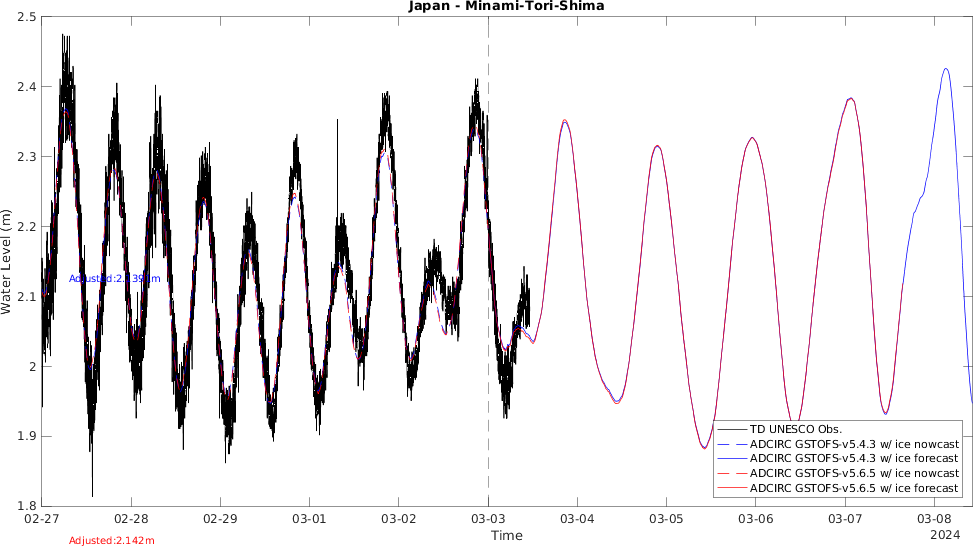 Japan - Minami-Tori-Shima
Water Level (m)
2.5
2.4
2.3
2.2
2.1
2
1.9
1.8
TD UNESCO Obs.
ADCIRC GSTOFS-v5.4.3 w/ ice nowcast
ADCIRC GSTOFS-v5.4.3 w/ ice forecast
ADCIRC GSTOFS-v5.6.5 w/ ice nowcast
ADCIRC GSTOFS-v5.6.5 w/ ice forecast
02-27 02-28 02-29 03-01 03-02 03-03 03-04 03-05 03-06 03-07 03-08
Time
2024
Adjusted:2.142m